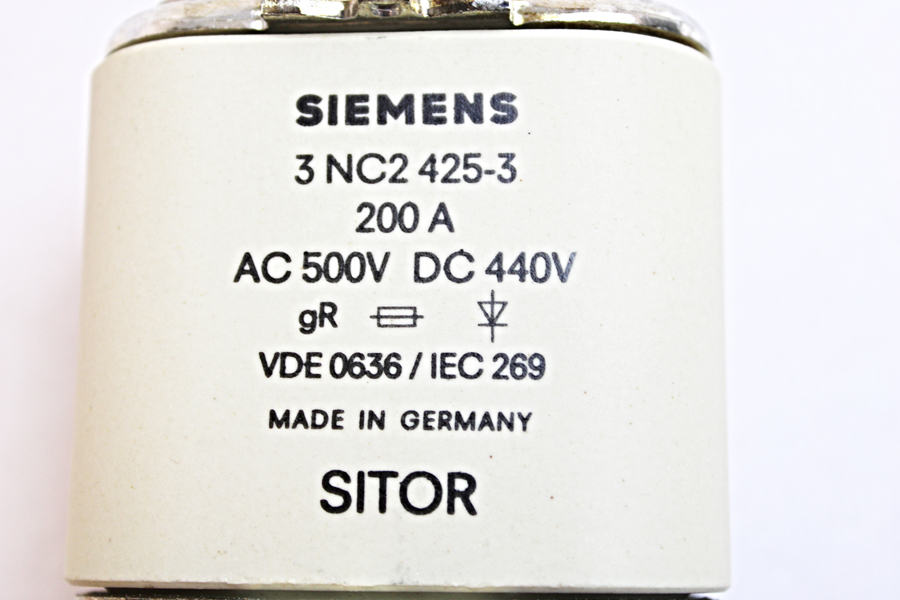 SIEMENS
3 NC2 425-3
200 A
AC 500V DC 440V
gR
VDE 0636 / IEC 269
MADE IN GERMANY
SITOR